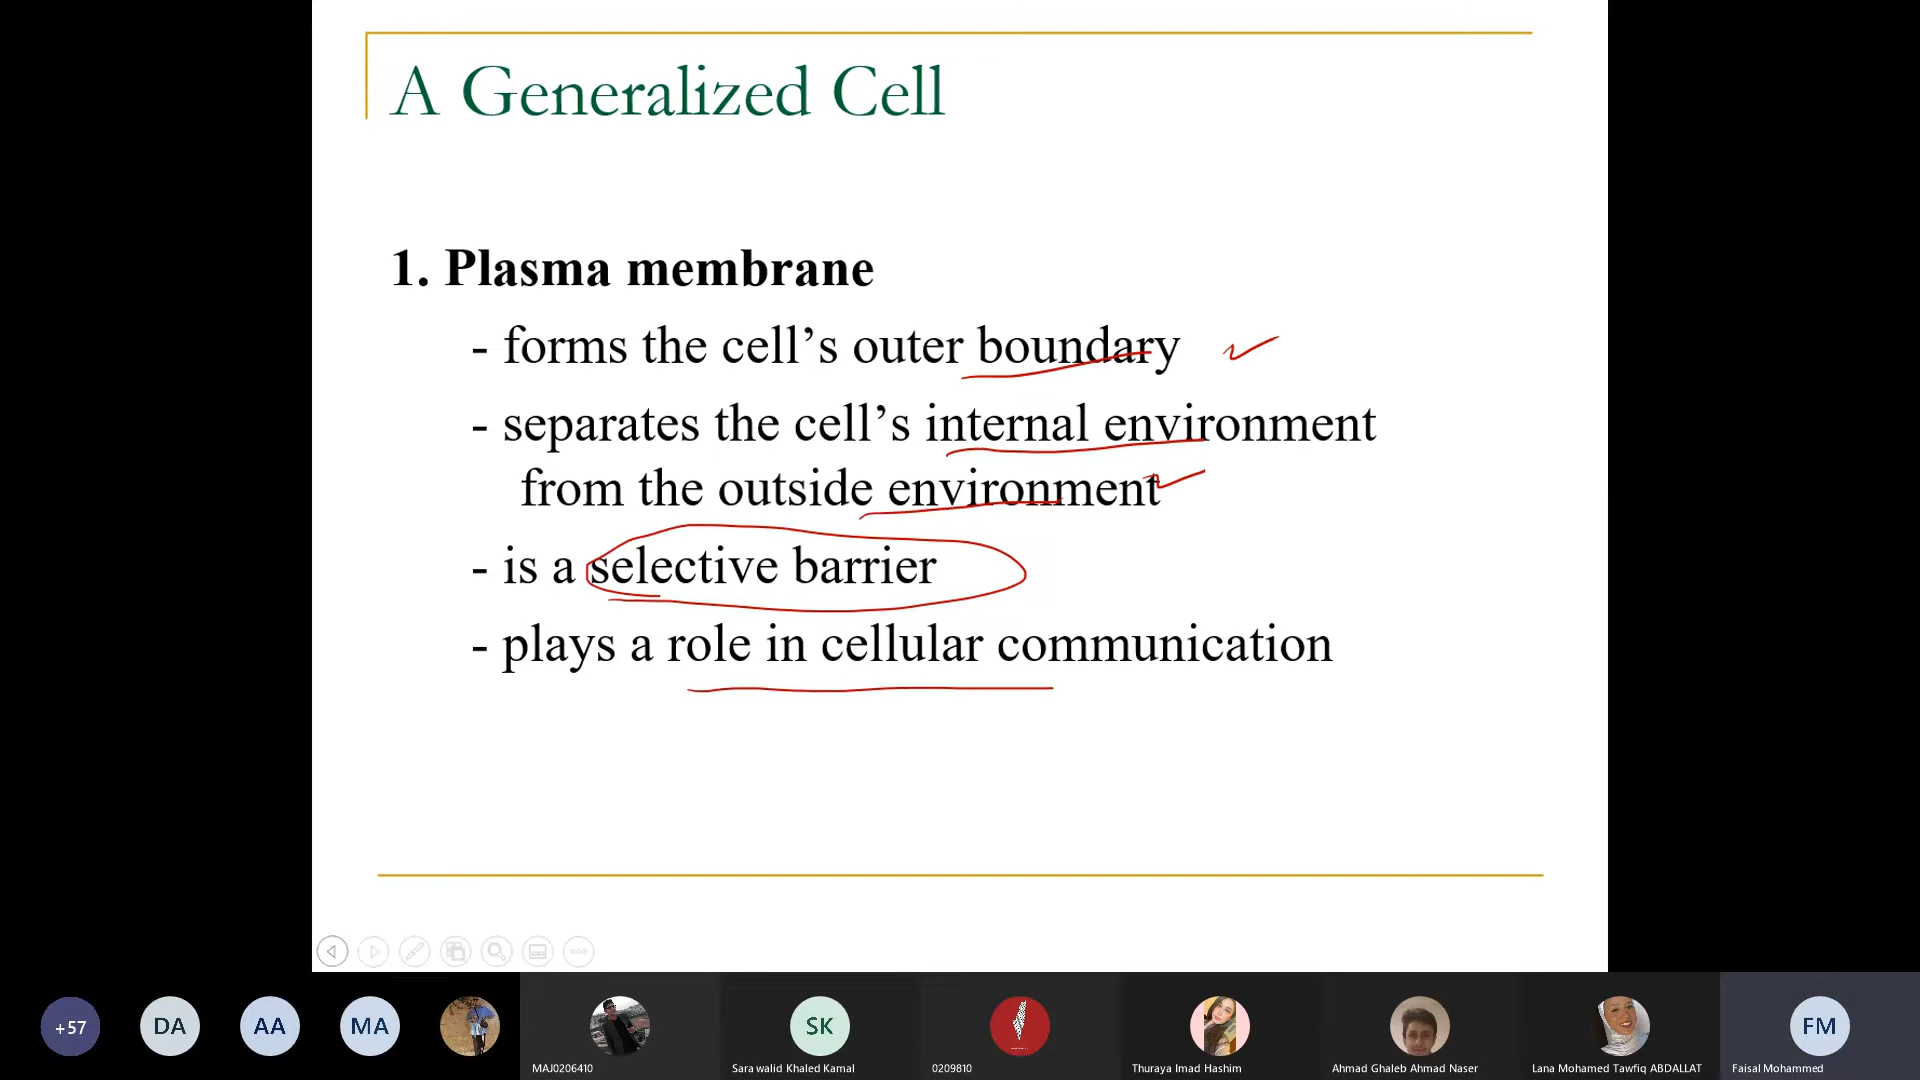 A Generalized Cell
1. Plasma membrane
- forms the cell’s outer boundary
- separates the cell’s internal environment
from the outside environment
- is a selective barrier
- plays a role in cellular communication
+57
DA
AA
MA
SK
FM
MAJ0206410
Sara walid Khaled Kamal
0209810
Thuraya Imad Hashim
Ahmad Ghaleb Ahmad Naser
Lana Mohamed Tawfiq ABDALLAT
Faisal Mohammed